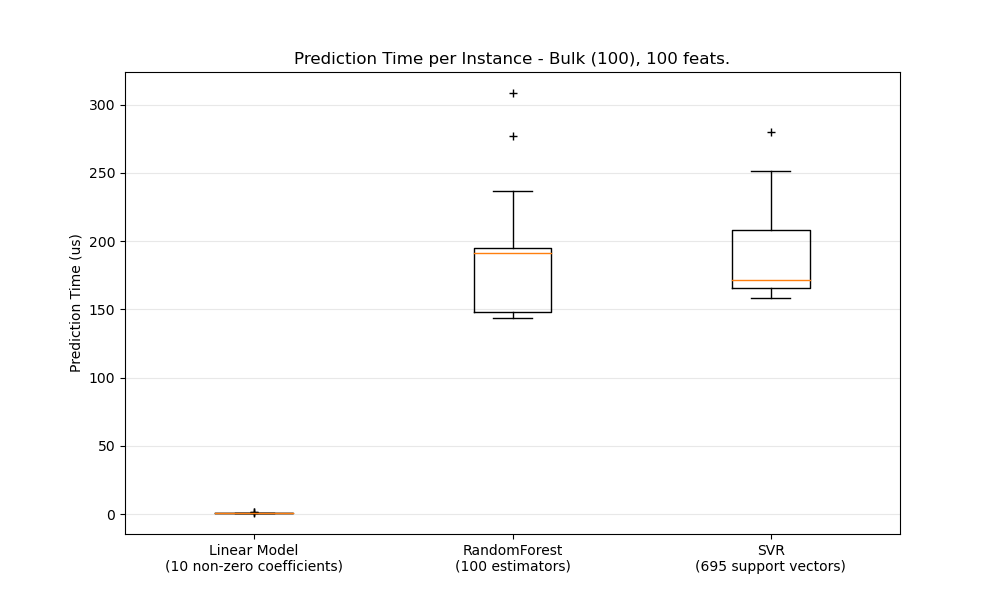 Prediction Time per Instance - Bulk (100), 100 feats.
Prediction Time (us)
300
250
200
150
100
50
0
Linear Model
(10 non-zero coefficients)
RandomForest
(100 estimators)
SVR
(695 support vectors)